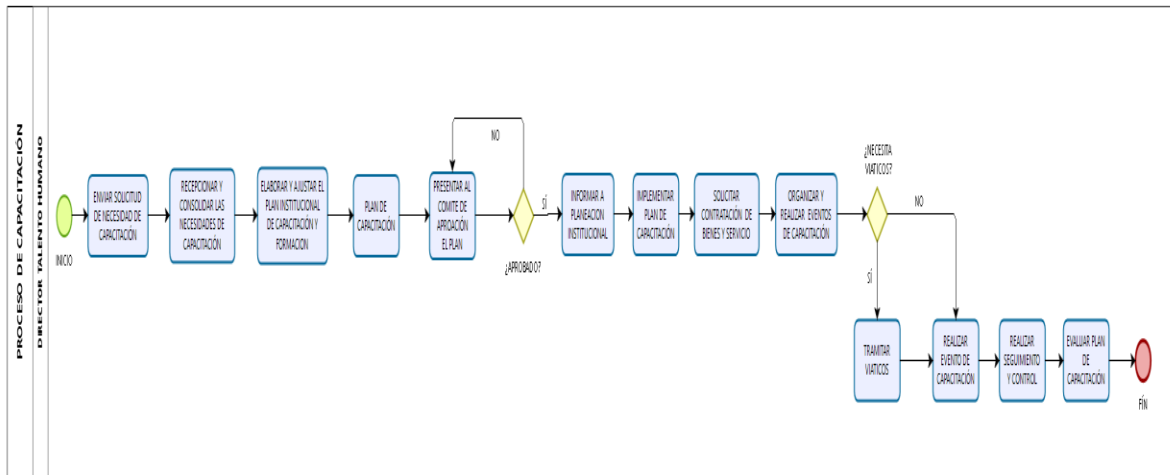 PROCESO DE CAPACITACIÓN
DIRECTOR TALENTO HUMANO
INICIO
ENVIAR SOLICITUD
DE NECESIDAD DE
CAPACITACIÓN
RECEPCIONAR Y
CONSOLIDAR LAS
NECESIDADES DE
CAPACITACIÓN
ELABORAR Y AJUSTAR EL
PLAN INSTITUCIONAL
DE CAPACITACIÓN Y
FORMACION
PLAN DE
CAPACITACIÓN
PRESENTAR AL
COMITE DE
APROACIÓN
EL PLAN
NO
¿APROBADO?
SÍ
INFORMAR A
PLANEACION
INSTITUCIONAL
IMPLEMENTAR
PLAN DE
CAPACITACIÓN
SOLICITAR
CONTRATACIÓN DE
BIENES Y SERVICIO
ORGANIZAR Y
REALIZAR EVENTOS
DE CAPACITACIÓN
¿NECESITA
VIATICOS?
NO
SÍ
TRAMITAR
VIATICOS
REALIZAR
EVENTO DE
CAPACITACIÓN
REALIZAR
SEGUIMIENTO
Y CONTROL
EVALUAR PLAN
DE
CAPACITACIÓN
FÍN